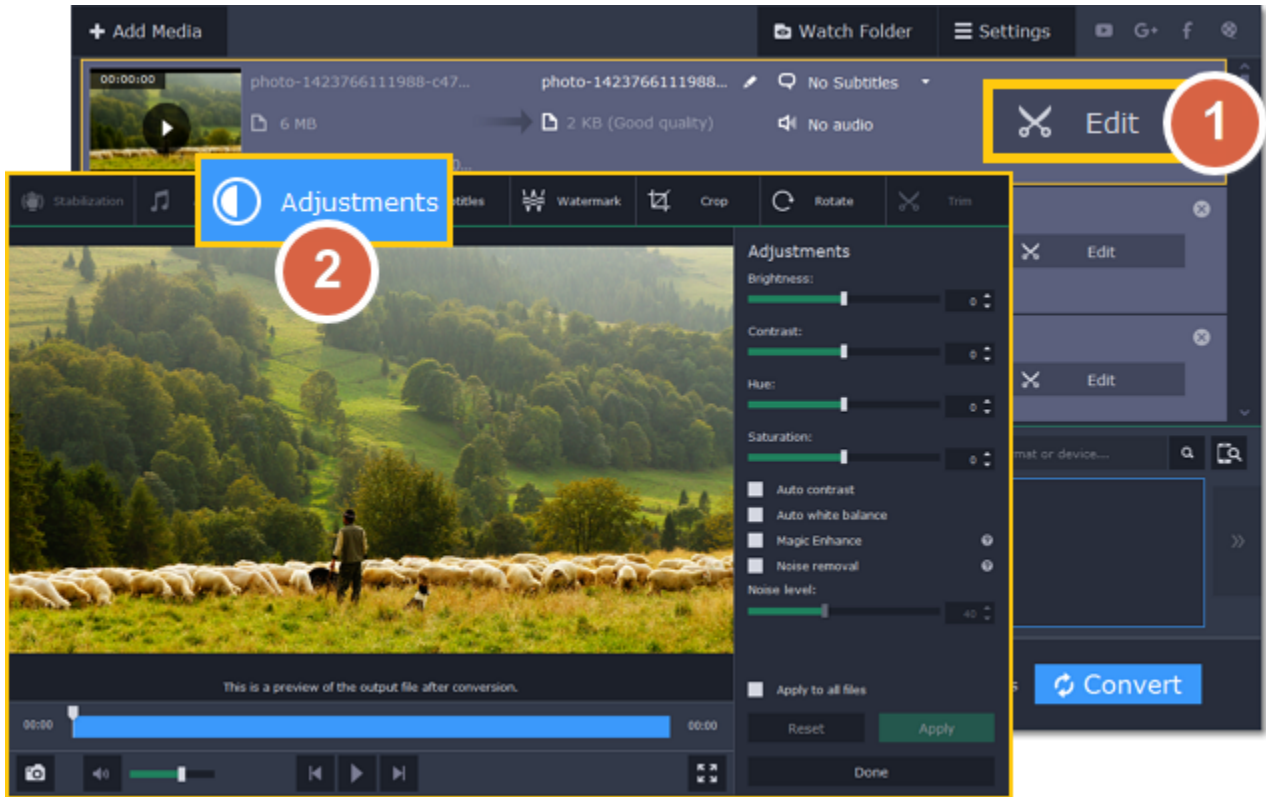 Add Media
Watch Folder
Settings
G+
f
00:00:00
photo-1423766111988-c47...
photo-1423766111988...
No Subtitles
6 MB
2 KB (Good quality)
No audio
Edit
1
Stabilization
Adjustments
Watermark
Crop
Rotate
Trim
2
Edit
Edit
Adjustments
Brightness:
0
Contrast:
0
Hue:
0
Saturation:
0
Auto contrast
Auto white balance
Magic Enhance
Noise removal
Noise level:
40
or device...
This is a preview of the output file after conversion.
Apply to all files
00:00
00:00
Reset
Apply
Done
Convert